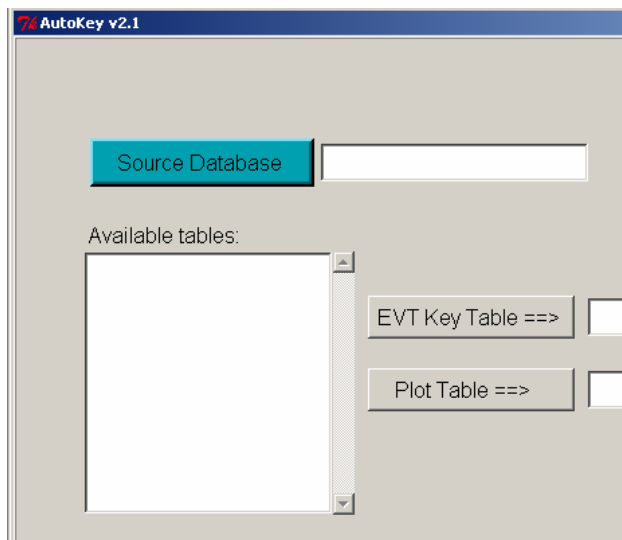 AutoKey v2.1
Source Database
Available tables:
EVT Key Table ==>
Plot Table ==>